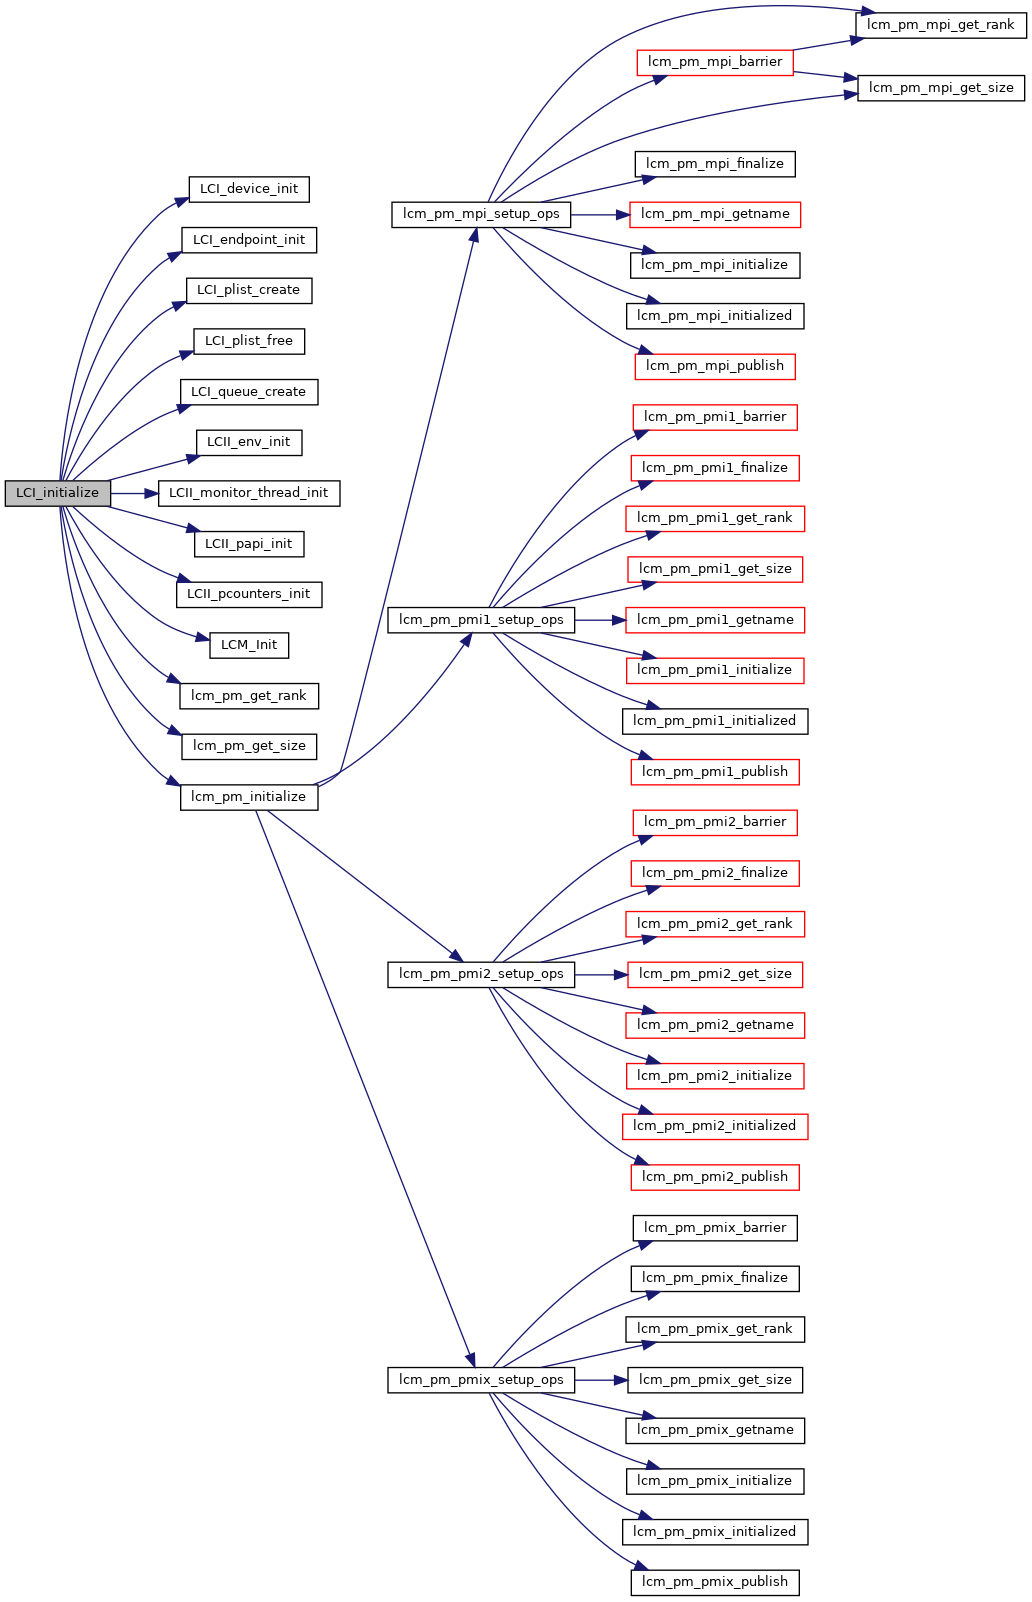 LCI_initialize
LCI_device_init
LCI_endpoint_init
LCI_plist_create
LCI_plist_free
LCI_queue_create
LCII_env_init
LCII_monitor_thread_init
LCII_papi_init
LCII_pcounters_init
LCM_Init
lcm_pm_get_rank
lcm_pm_get_size
lcm_pm_initialize
lcm_pm_mpi_setup_ops
lcm_pm_pmi1_setup_ops
lcm_pm_pmi2_setup_ops
lcm_pm_pmix_setup_ops
lcm_pm_mpi_barrier
lcm_pm_mpi_finalize
lcm_pm_mpi_getname
lcm_pm_mpi_initialize
lcm_pm_mpi_initialized
lcm_pm_mpi_publish
lcm_pm_pmi1_barrier
lcm_pm_pmi1_finalize
lcm_pm_pmi1_get_rank
lcm_pm_pmi1_get_size
lcm_pm_pmi1_getname
lcm_pm_pmi1_initialize
lcm_pm_pmi1_initialized
lcm_pm_pmi1_publish
lcm_pm_pmi2_barrier
lcm_pm_pmi2_finalize
lcm_pm_pmi2_get_rank
lcm_pm_pmi2_get_size
lcm_pm_pmi2_getname
lcm_pm_pmi2_initialize
lcm_pm_pmi2_initialized
lcm_pm_pmi2_publish
lcm_pm_pmix_barrier
lcm_pm_pmix_finalize
lcm_pm_pmix_get_rank
lcm_pm_pmix_get_size
lcm_pm_pmix_getname
lcm_pm_pmix_initialize
lcm_pm_pmix_initialized
lcm_pm_pmix_publish
lcm_pm_mpi_get_rank
lcm_pm_mpi_get_size